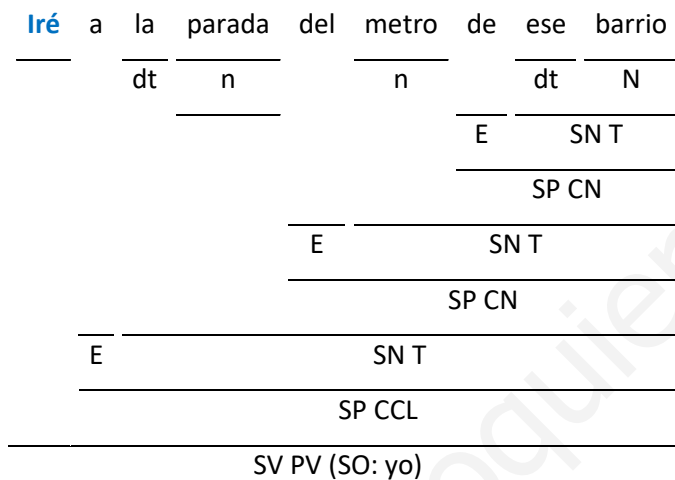 Iré a la parada del metro de ese barrio
dt n n dt N
E SN T
SP CN
E SN T
SP CN
E SN T
SP CCL
SV PV (SO: yo)